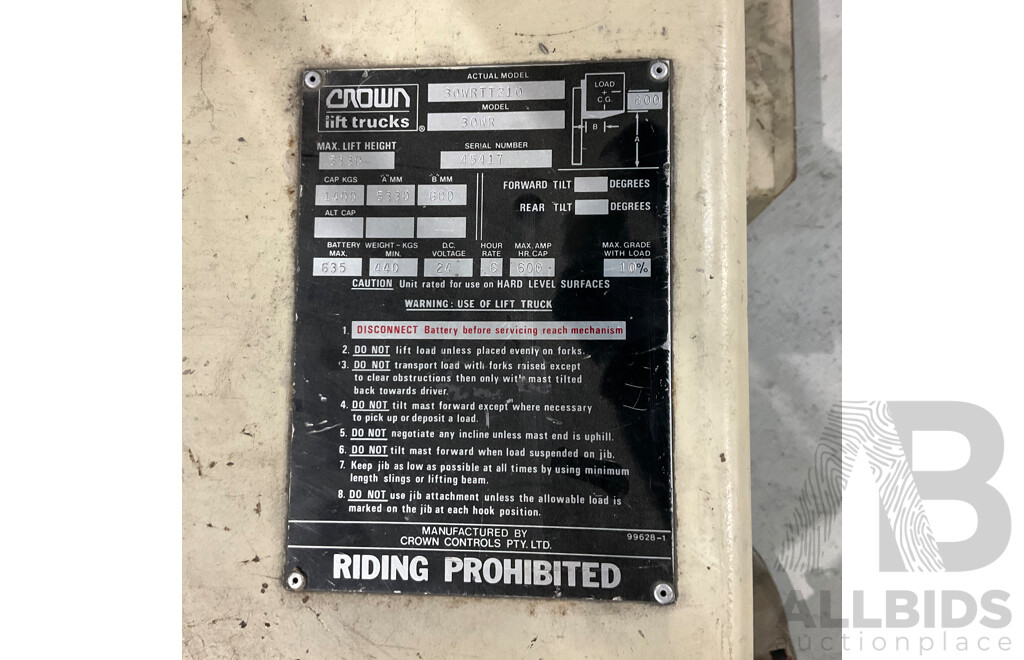 CROWN
lift trucks ®
ACTUAL MODEL
30WRTT210
MODEL
30WR
LOAD
C.G.
600
B
A
MAX. LIFT HEIGHT
5330
SERIAL NUMBER
45417
CAP KGS "A" MM "B" MM
1400 5330 600
ALT CAP
FORWARD TILT DEGREES
REAR TILT DEGREES
BATTERY WEIGHT-KGS D.C. HOUR MAX. AMP MAX. GRADE
MAX. MIN. VOLTAGE RATE HR. CAP WITH LOAD
635 440 24 6 600 10%
CAUTION Unit rated for use on HARD LEVEL SURFACES
WARNING: USE OF LIFT TRUCK
1. DISCONNECT Battery before servicing reach mechanism
2. DO NOT lift load unless placed evenly on forks.
3. DO NOT transport load with forks raised except
to clear obstructions then only with mast tilted
back towards driver.
4. DO NOT tilt mast forward except where necessary
to pick up or deposit a load.
5. DO NOT negotiate any incline unless mast end is uphill.
6. DO NOT tilt mast forward when load suspended on jib.
7. Keep jib as low as possible at all times by using minimum
length slings or lifting beam.
8. DO NOT use jib attachment unless the allowable load is
marked on the jib at each hook position.
MANUFACTURED BY
CROWN CONTROLS PTY. LTD.
99628-1
RIDING PROHIBITED
AB
ALLBIDS
auctionplace